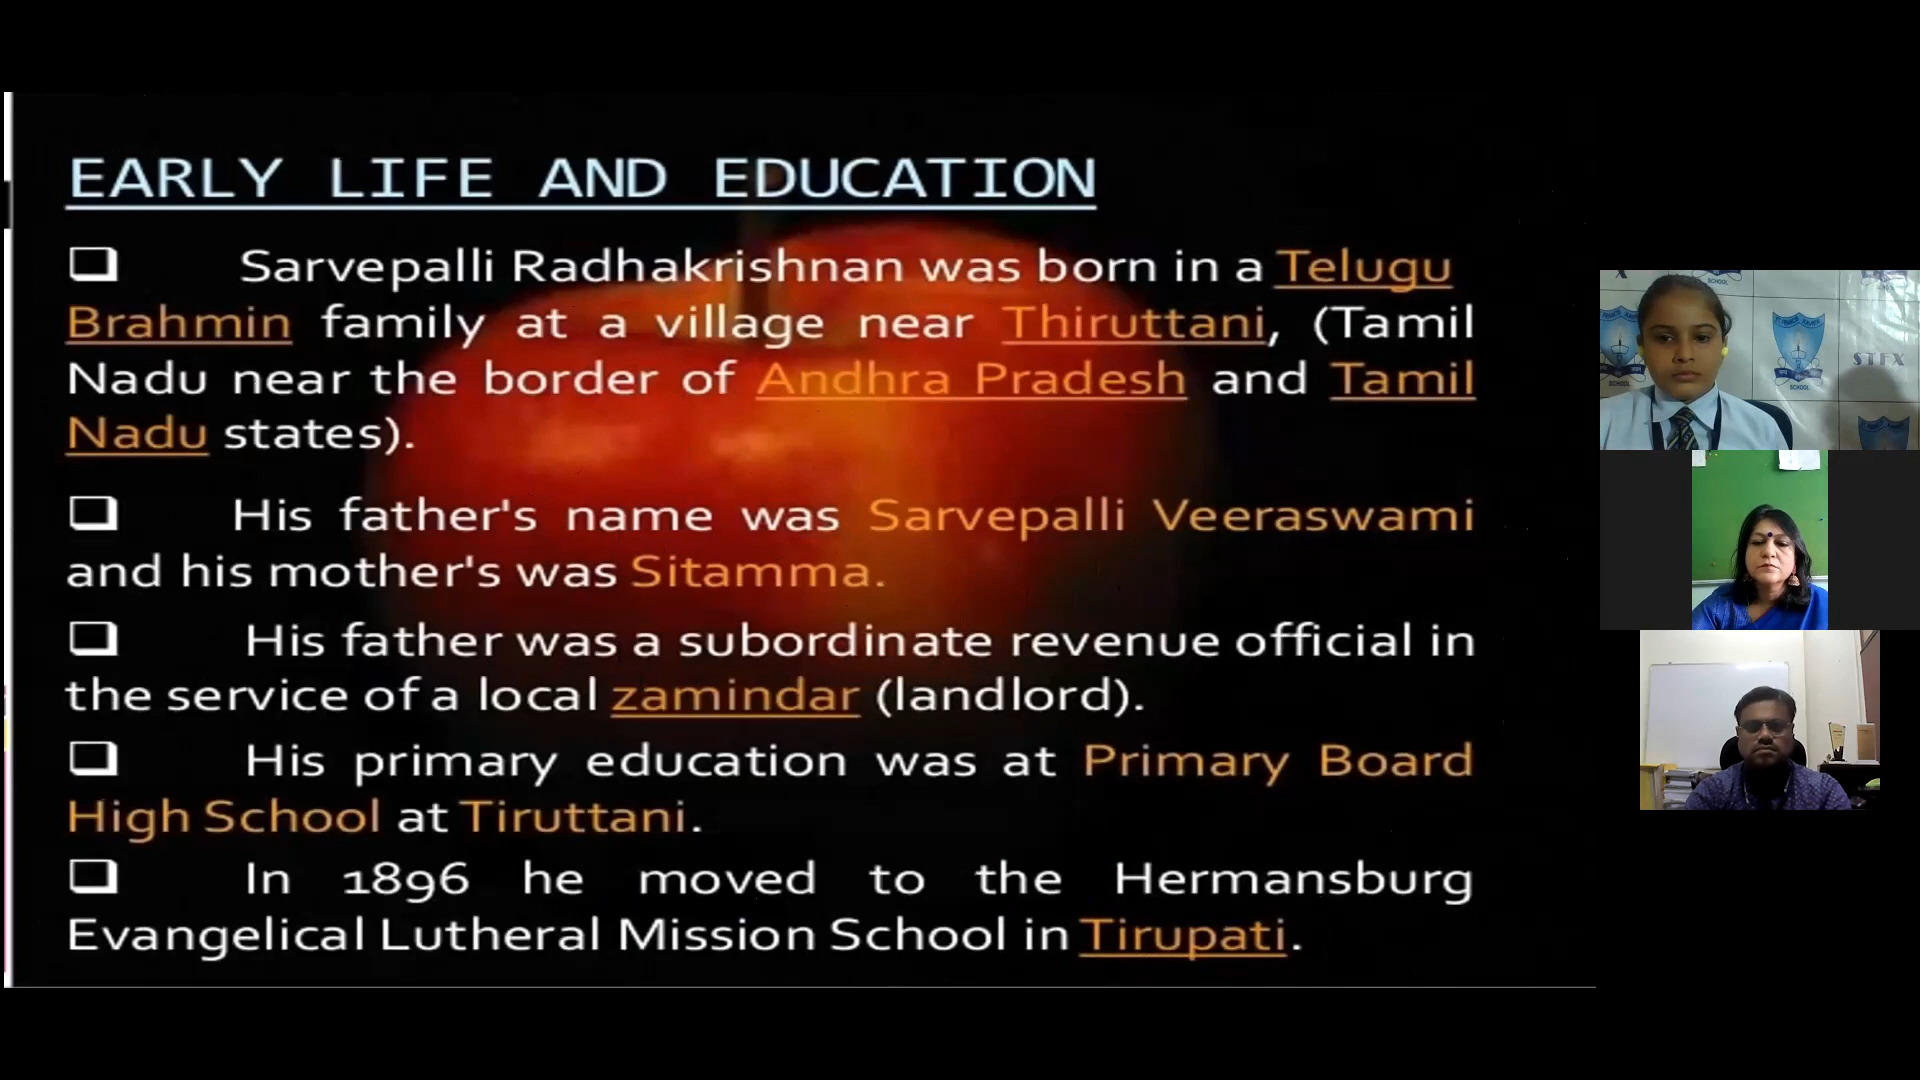 EARLY LIFE AND EDUCATION
❑ Sarvepalli Radhakrishnan was born in a Telugu
Brahmin family at a village near Thiruttani, (Tamil
Nadu near the border of Andhra Pradesh and Tamil
Nadu states).
❑ His father's name was Sarvepalli Veeraswami
and his mother's was Sitamma.
❑ His father was a subordinate revenue official in
the service of a local zamindar (landlord).
❑ His primary education was at Primary Board
High School at Tiruttani.
❑ In 1896 he moved to the Hermansburg
Evangelical Lutheral Mission School in Tirupati.
SCHOOL
STFX
SCHOOL
SCHOOL